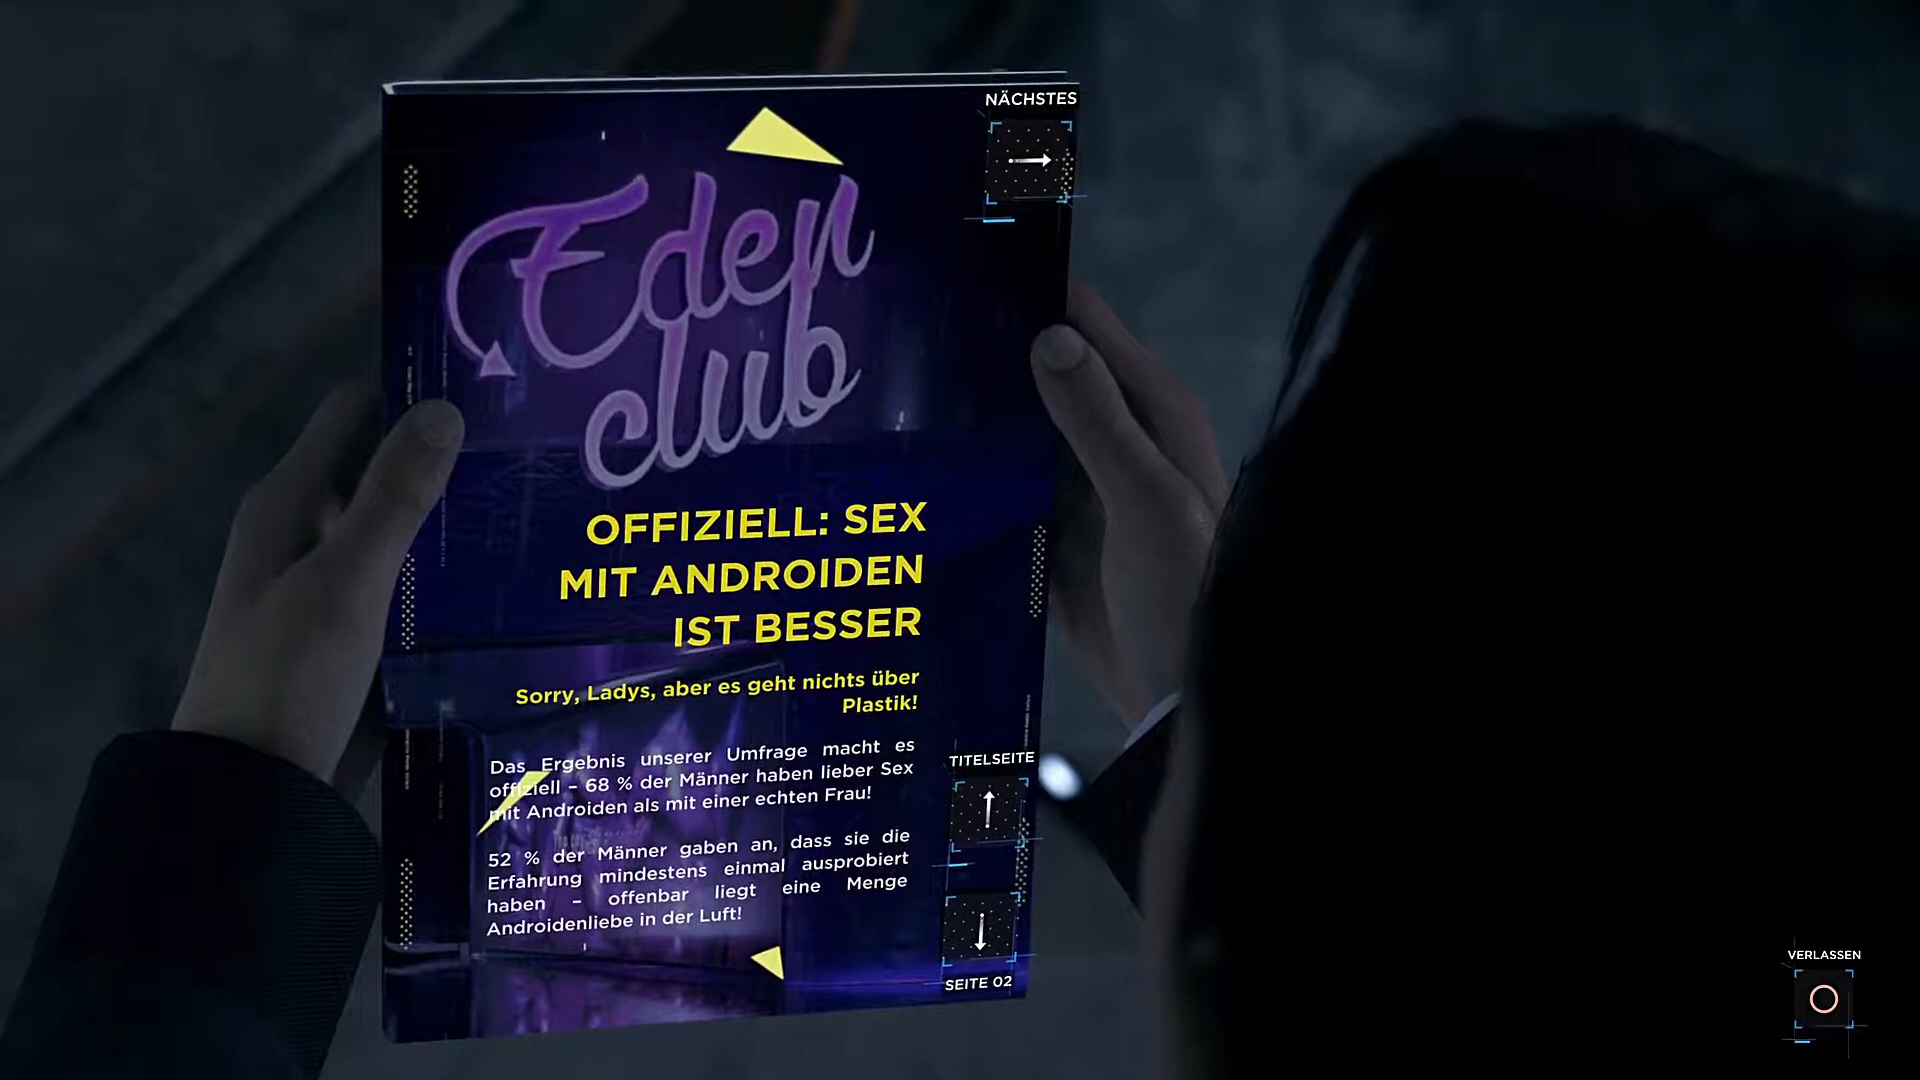 NÄCHSTES
Eden
club
OFFIZIELL: SEX
MIT ANDROIDEN
IST BESSER
Sorry, Ladys, aber es geht nichts über
Plastik!
Das Ergebnis unserer Umfrage macht es
offiziell – 68 % der Männer haben lieber Sex
mit Androiden als mit einer echten Frau!
52 % der Männer gaben an, dass sie die
Erfahrung mindestens einmal ausprobiert
haben – offenbar liegt eine Menge
Androidenliebe in der Luft!
TITELSEITE
SEITE 02
VERLASSEN